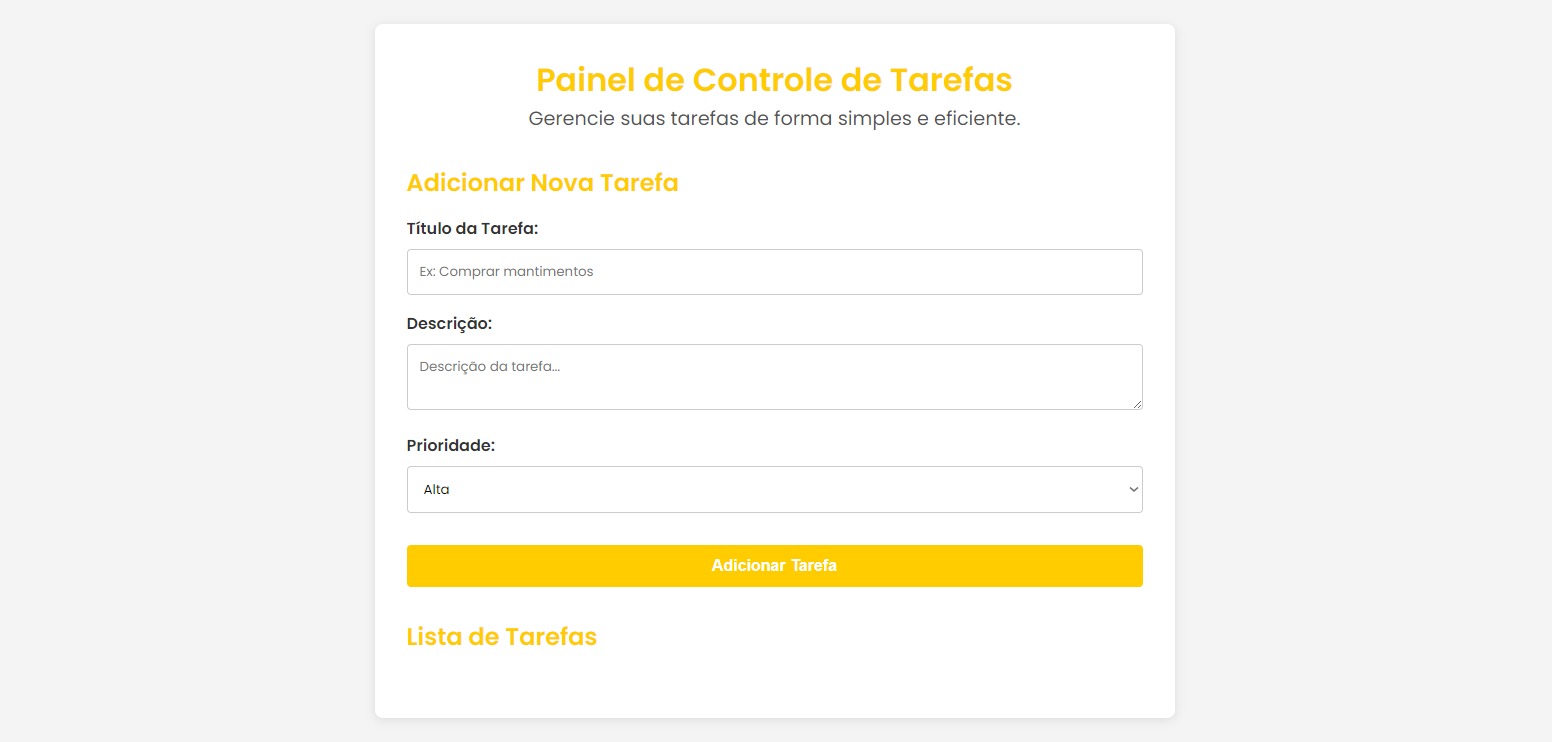 Painel de Controle de Tarefas
Gerencie suas tarefas de forma simples e eficiente.
Adicionar Nova Tarefa
Título da Tarefa:
Ex: Comprar mantimentos
Descrição:
Descrição da tarefa...
Prioridade:
Alta
Adicionar Tarefa
Lista de Tarefas